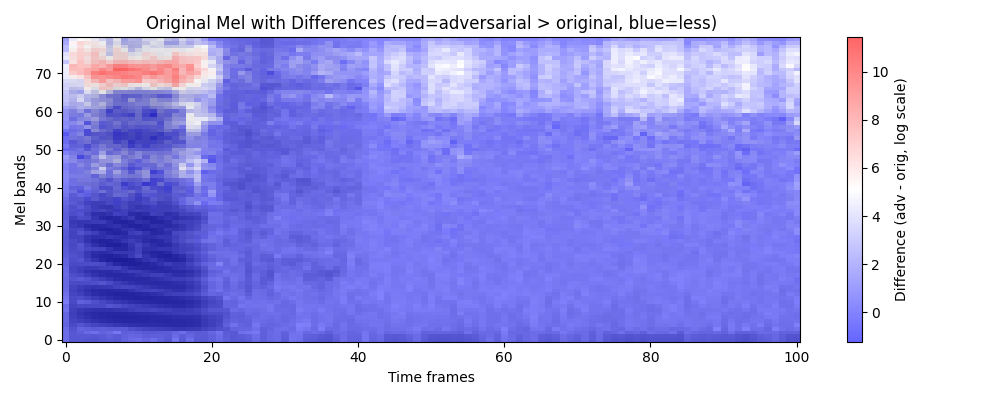 Original Mel with Differences (red=adversarial > original, blue=less)
Mel bands
70
60
50
40
30
20
10
0
0 20 40 60 80 100
Time frames
10
8
6
4
2
0
Difference (adv - orig, log scale)